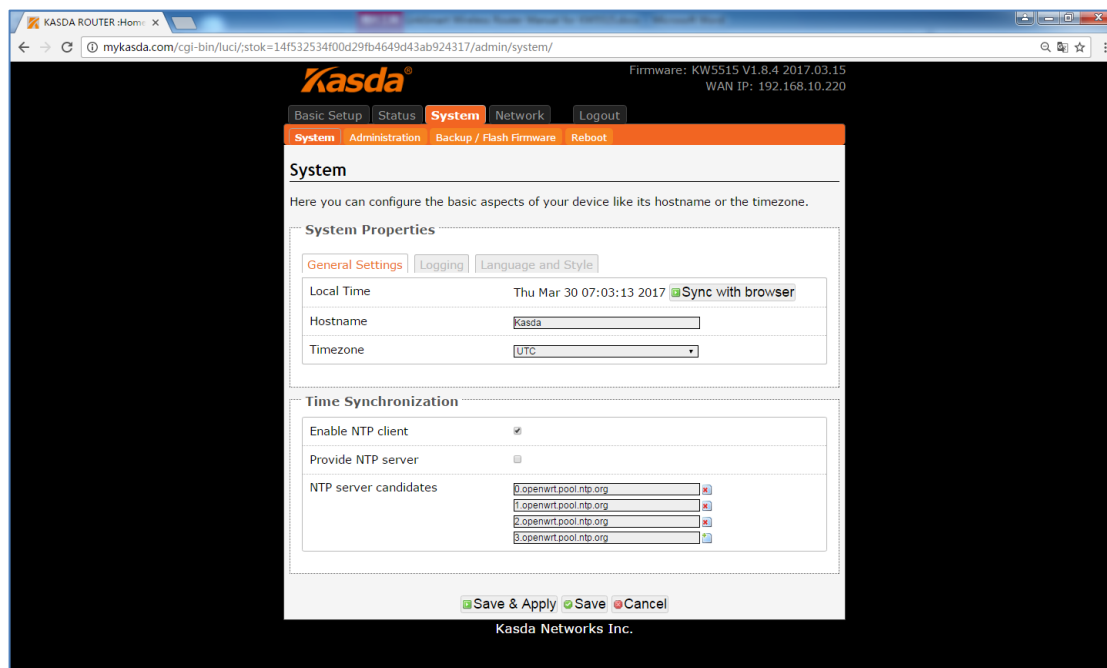 KASDA ROUTER :Home
mykasda.com/cgi-bin/luci/;stok=14f532534f00d29fb4649d43ab924317/admin/system/
Kasda®
Firmware: KW5515 V1.8.4 2017.03.15
WAN IP: 192.168.10.220
Basic Setup Status System Network Logout
System Administration Backup / Flash Firmware Reboot
System
Here you can configure the basic aspects of your device like its hostname or the timezone.
System Properties
General Settings Logging Language and Style
Local Time Thu Mar 30 07:03:13 2017 Sync with browser
Hostname Kasda
Timezone UTC
Time Synchronization
Enable NTP client
Provide NTP server
NTP server candidates 0.openwrt.pool.ntp.org
1.openwrt.pool.ntp.org
2.openwrt.pool.ntp.org
3.openwrt.pool.ntp.org
Save & Apply Save Cancel
Kasda Networks Inc.